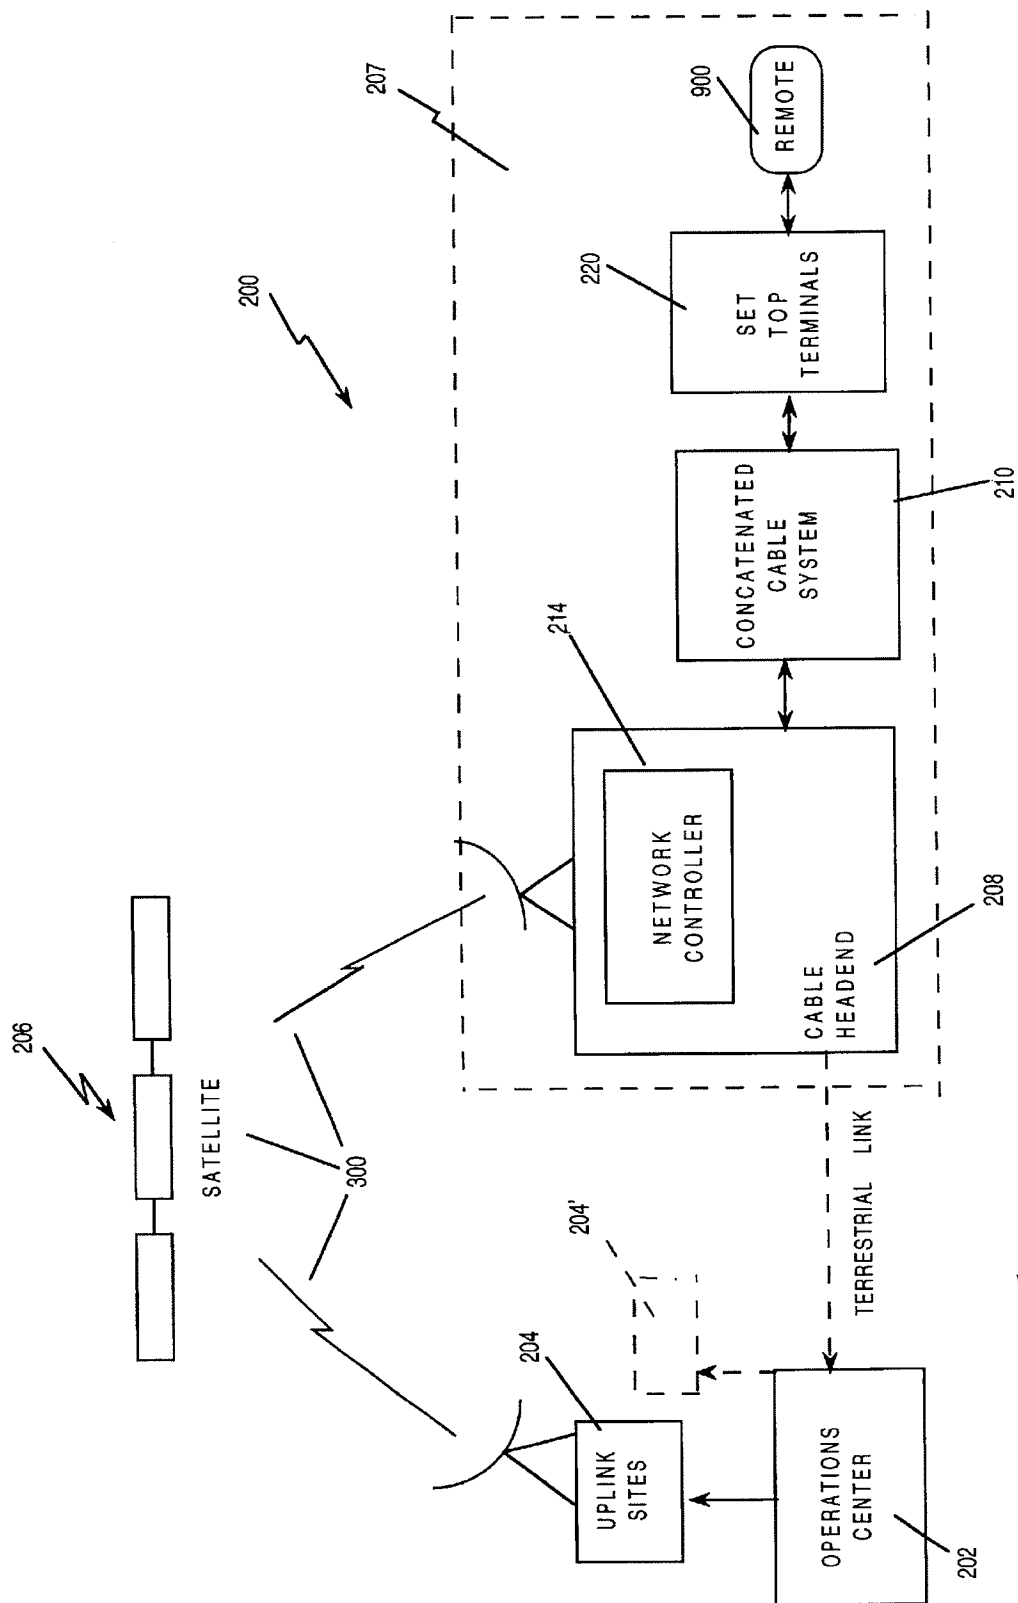 200
206
SATELLITE
300
207
204
204'
UPLINK
SITES
OPERATIONS
CENTER
202
TERRESTRIAL LINK
NETWORK
CONTROLLER
214
CABLE
HEADEND
208
CONCATENATED
CABLE
SYSTEM
210
SET
TOP
TERMINALS
220
REMOTE
900